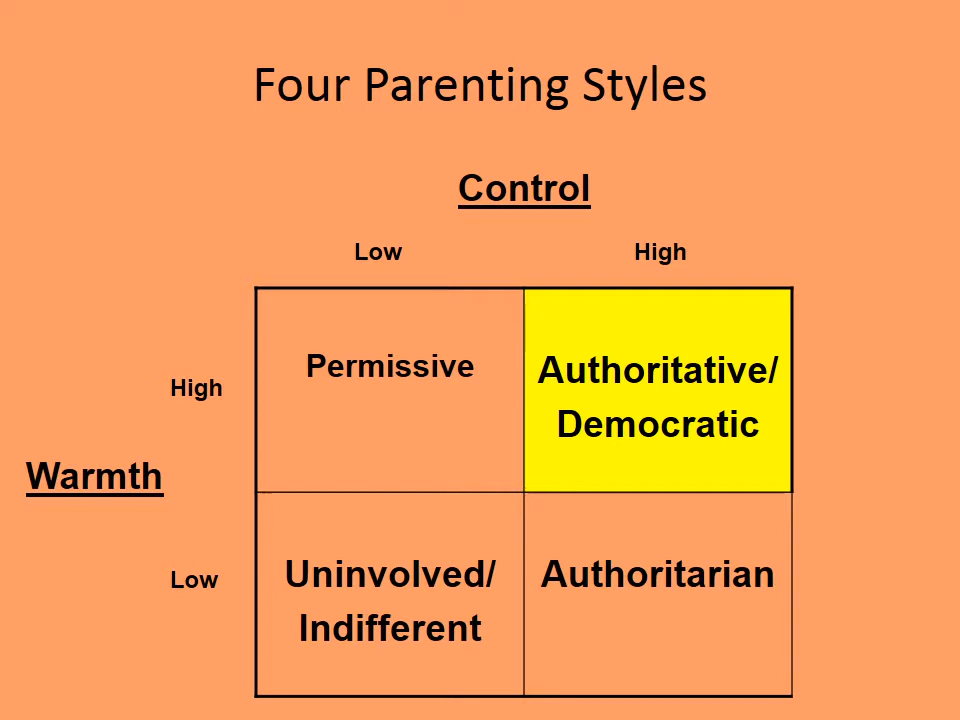 Four Parenting Styles
Control
Low High
Permissive
Authoritative/
Democratic
High
Warmth
Uninvolved/
Indifferent
Authoritarian
Low